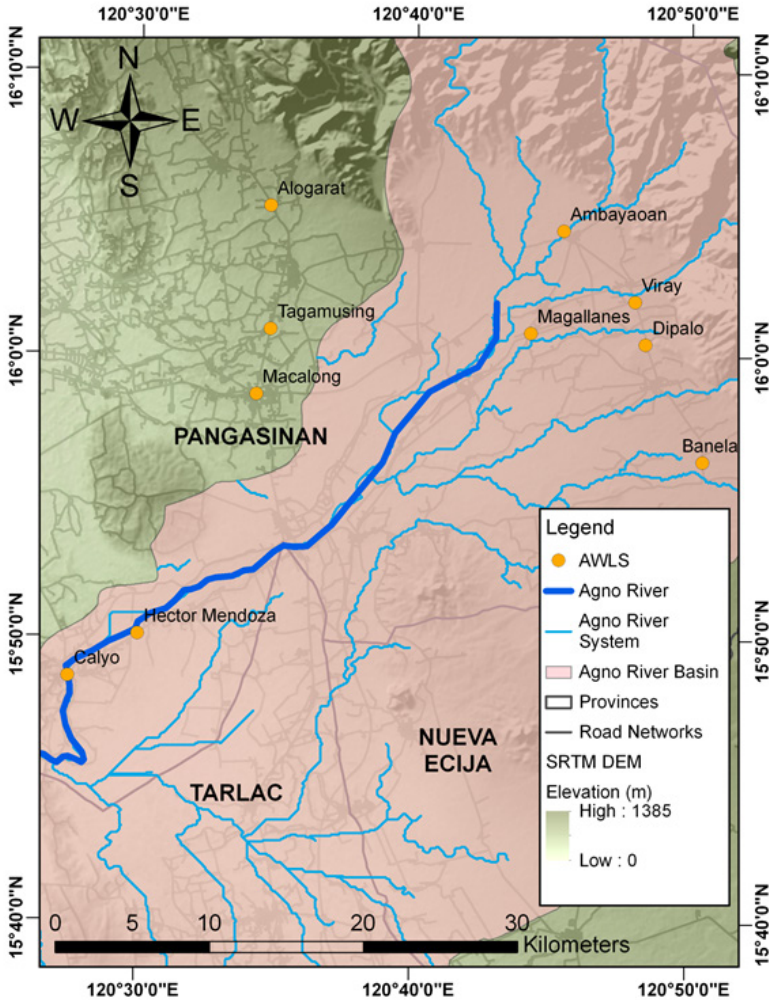 120°30'0"E 120°40'0"E 120°50'0"E
16°10'0"N
16°10'0"N
N
W E
S
Alogarat
Ambayaoan
Tagamusing
Viray
Magallanes
Dipalo
16°0'0"N
16°0'0"N
Macalong
PANGASINAN
Banela
Legend
AWLS
Agno River
Agno River
System
Agno River Basin
Provinces
Road Networks
SRTM DEM
Elevation (m)
High : 1385
Low : 0
15°50'0"N
15°50'0"N
Hector Mendoza
Calyo
NUEVA
ECIJA
TARLAC
15°40'0"N
15°40'0"N
0 5 10 20 30
Kilometers
120°30'0"E 120°40'0"E 120°50'0"E